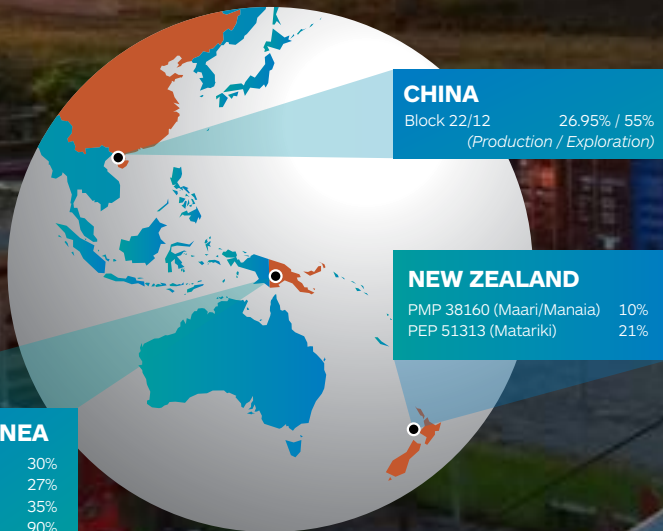 CHINA
Block 22/12 26.95% / 55%
(Production / Exploration)
NEW ZEALAND
PMP 38160 (Maari/Manaia) 10%
PEP 51313 (Matariki) 21%
NEA
30%
27%
35%
90%